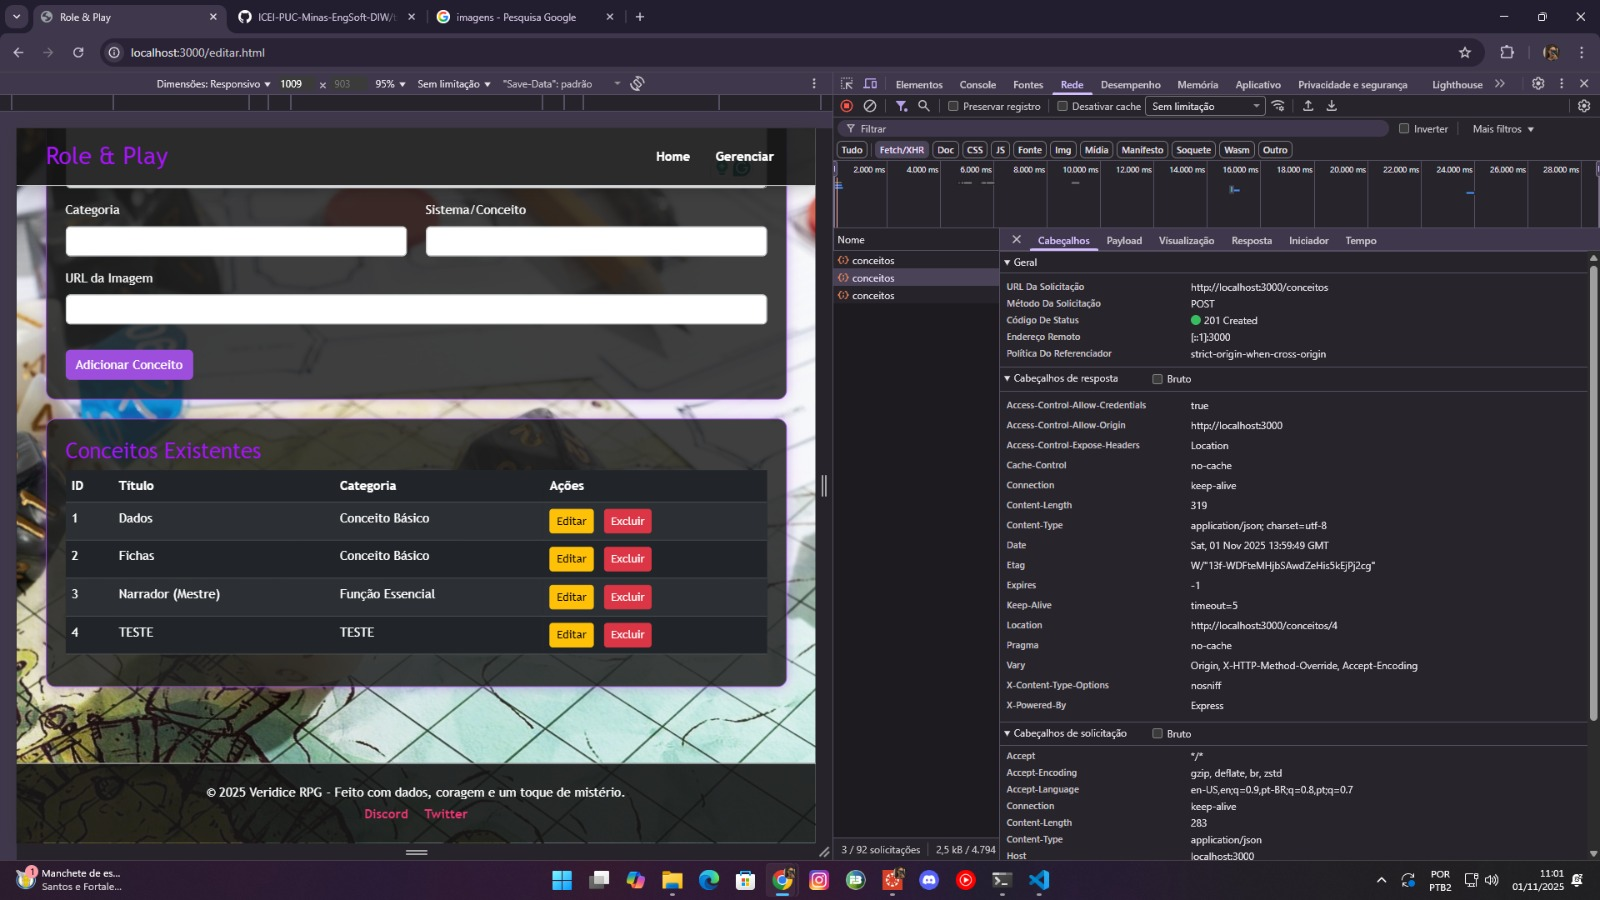 Role & Play
ICEI-PUC-Minas-EngSoft-DIW/
imagens - Pesquisa Google
localhost:3000/editar.html
Dimensões: Responsivo ▾ 1009 x 903 95% ▾ Sem limitação ▾ "Save-Data": padrão
Elementos Console Fontes Rede Desempenho Memória Aplicativo Privacidade e segurança Lighthouse
Preservar registro Desativar cache Sem limitação
Filtrar Inverter Mais filtros
Tudo Fetch/XHR Doc CSS JS Fonte Img Mídia Manifesto Soquete Wasm Outro
2.000 ms 4.000 ms 6.000 ms 8.000 ms 10.000 ms 12.000 ms 14.000 ms 16.000 ms 18.000 ms 20.000 ms 22.000 ms 24.000 ms 26.000 ms 28.000 ms
Role & Play
Home Gerenciar
Categoria Sistema/Conceito
URL da Imagem
Adicionar Conceito
Conceitos Existentes
ID Título Categoria Ações
1 Dados Conceito Básico Editar Excluir
2 Fichas Conceito Básico Editar Excluir
3 Narrador (Mestre) Função Essencial Editar Excluir
4 TESTE TESTE Editar Excluir
© 2025 Veridice RPG - Feito com dados, coragem e um toque de mistério.
Discord Twitter
Nome
conceitos
conceitos
conceitos
3 / 92 solicitações 2,5 kB / 4.794
Cabeçalhos Payload Visualização Resposta Iniciador Tempo
Geral
URL Da Solicitação http://localhost:3000/conceitos
Método Da Solicitação POST
Código De Status 201 Created
Endereço Remoto [::1]:3000
Política Do Referenciador strict-origin-when-cross-origin
Cabeçalhos de resposta Bruto
Access-Control-Allow-Credentials true
Access-Control-Allow-Origin http://localhost:3000
Access-Control-Expose-Headers Location
Cache-Control no-cache
Connection keep-alive
Content-Length 319
Content-Type application/json; charset=utf-8
Date Sat, 01 Nov 2025 13:59:49 GMT
Etag W/"13f-WDFteMHjbSAwdZeHis5kEjPj2cg"
Expires -1
Keep-Alive timeout=5
Location http://localhost:3000/conceitos/4
Pragma no-cache
Vary Origin, X-HTTP-Method-Override, Accept-Encoding
X-Content-Type-Options nosniff
X-Powered-By Express
Cabeçalhos de solicitação Bruto
Accept */*
Accept-Encoding gzip, deflate, br, zstd
Accept-Language en-US,en;q=0.9,pt-BR;q=0.8,pt;q=0.7
Connection keep-alive
Content-Length 283
Content-Type application/json
Host localhost:3000
1
Manchete de es...
Santos e Fortale...
POR
PTB2
11:01
01/11/2025